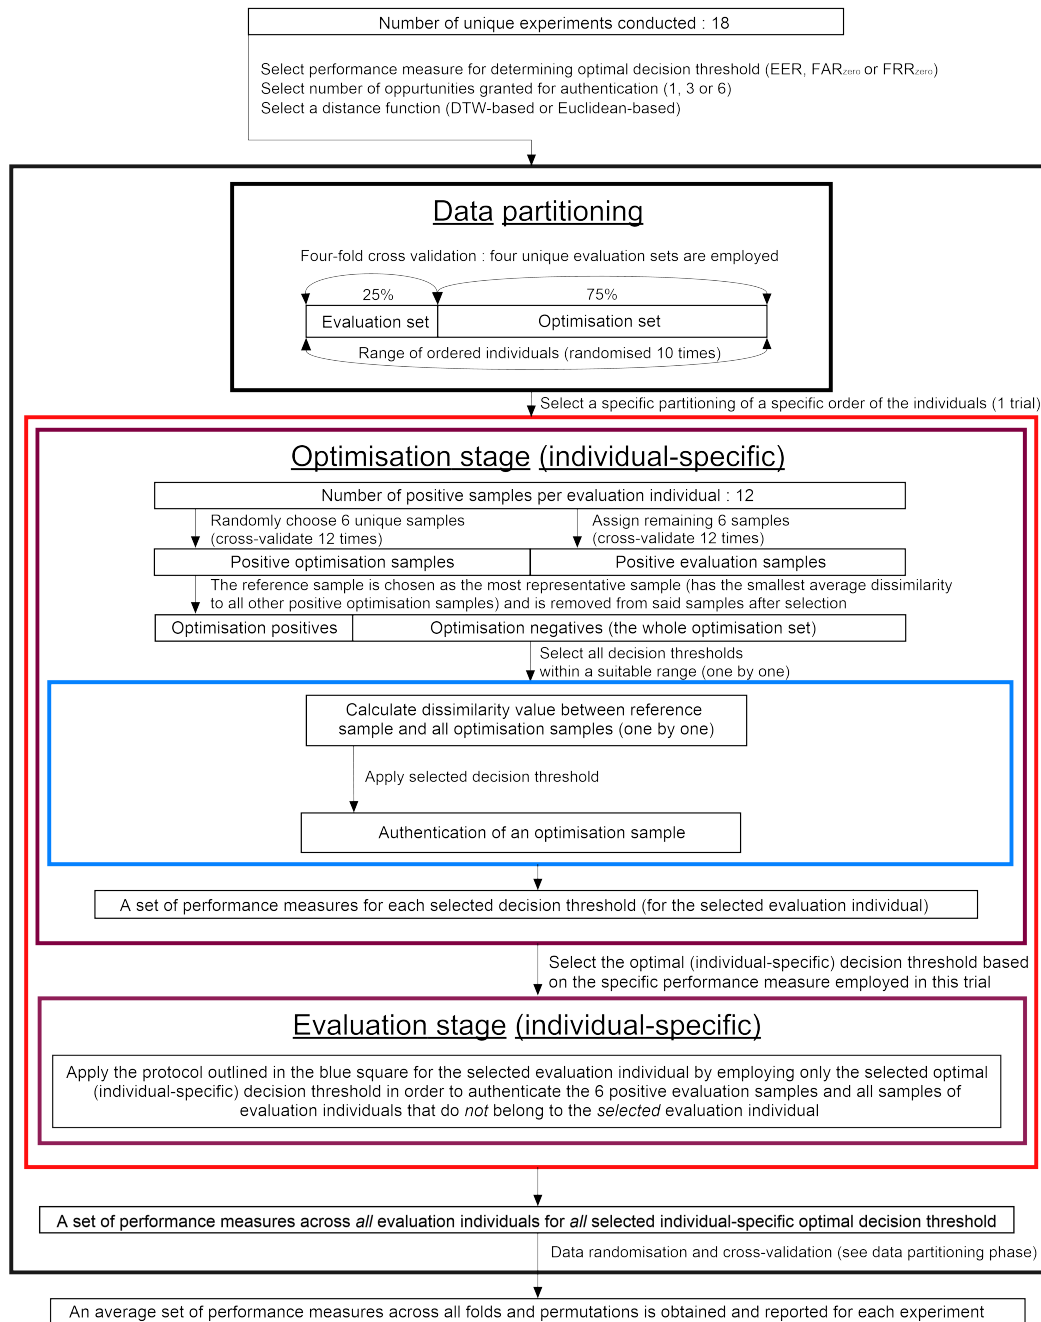 Number of unique experiments conducted : 18
Select performance measure for determining optimal decision threshold (EER, FARzero or FRRzero)
Select number of oppurtunities granted for authentication (1, 3 or 6)
Select a distance function (DTW-based or Euclidean-based)
Data partitioning
Four-fold cross validation : four unique evaluation sets are employed
25% 75%
Evaluation set Optimisation set
Range of ordered individuals (randomised 10 times)
Select a specific partitioning of a specific order of the individuals (1 trial)
Optimisation stage (individual-specific)
Number of positive samples per evaluation individual : 12
Randomly choose 6 unique samples
(cross-validate 12 times)
Assign remaining 6 samples
(cross-validate 12 times)
Positive optimisation samples Positive evaluation samples
The reference sample is chosen as the most representative sample (has the smallest average dissimilarity
to all other positive optimisation samples) and is removed from said samples after selection
Optimisation positives Optimisation negatives (the whole optimisation set)
Select all decision thresholds
within a suitable range (one by one)
Calculate dissimilarity value between reference
sample and all optimisation samples (one by one)
Apply selected decision threshold
Authentication of an optimisation sample
A set of performance measures for each selected decision threshold (for the selected evaluation individual)
Select the optimal (individual-specific) decision threshold based
on the specific performance measure employed in this trial
Evaluation stage (individual-specific)
Apply the protocol outlined in the blue square for the selected evaluation individual by employing only the selected optimal
(individual-specific) decision threshold in order to authenticate the 6 positive evaluation samples and all samples of
evaluation individuals that do not belong to the selected evaluation individual
A set of performance measures across all evaluation individuals for all selected individual-specific optimal decision threshold
Data randomisation and cross-validation (see data partitioning phase)
An average set of performance measures across all folds and permutations is obtained and reported for each experiment